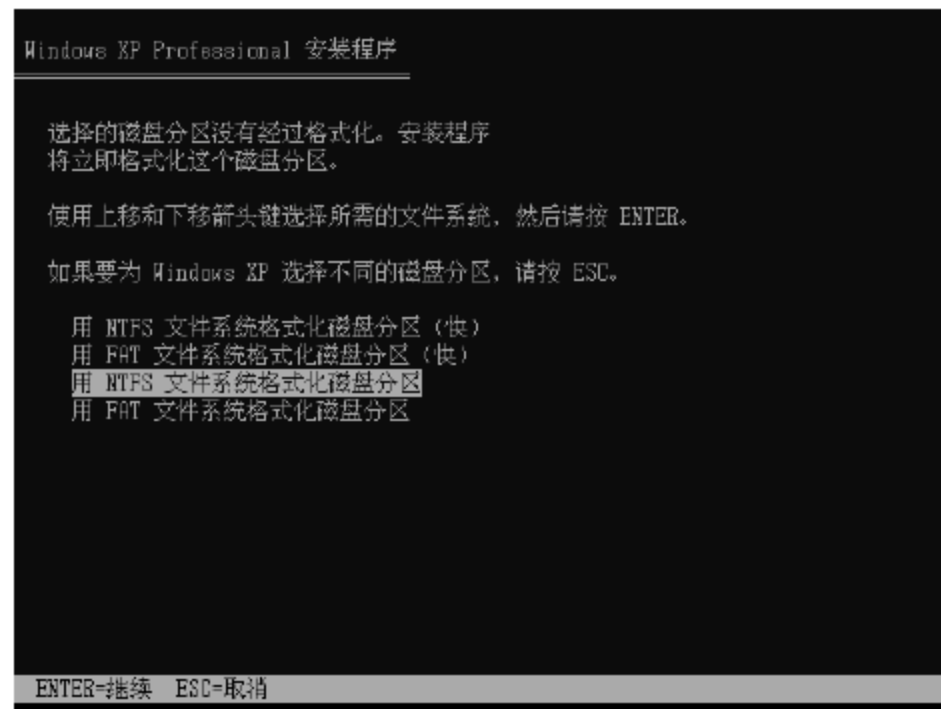 Windows XP Professional 安装程序
选择的磁盘分区没有经过格式化。安装程序
将立即格式化这个磁盘分区。
使用上移和下移箭头键选择所需的文件系统，然后请按 ENTER。
如果要为 Windows XP 选择不同的磁盘分区，请按 ESC。
用 NTFS 文件系统格式化磁盘分区（快）
用 FAT 文件系统格式化磁盘分区（快）
用 NTFS 文件系统格式化磁盘分区
用 FAT 文件系统格式化磁盘分区
ENTER=继续 ESC=取消